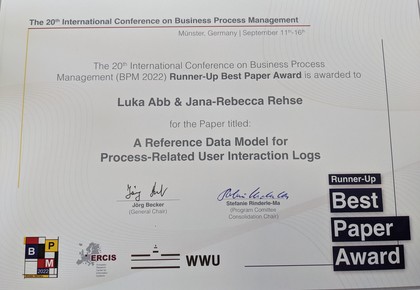 The 20th International Conference on Business Process Management
Münster, Germany | September 11th-16th
The 20th International Conference on Business Process
Management (BPM 2022) Runner-Up Best Paper Award is awarded to
Luka Abb & Jana-Rebecca Rehse
for the Paper titled:
A Reference Data Model for
Process-Related User Interaction Logs
Jörg Becker
(General Chair)
Stefanie Rinderle-Ma
(Program Comittee
Consolidation Chair)
Runner-Up
Best
Paper
Award
B P
M
2022
ERCIS
WWU